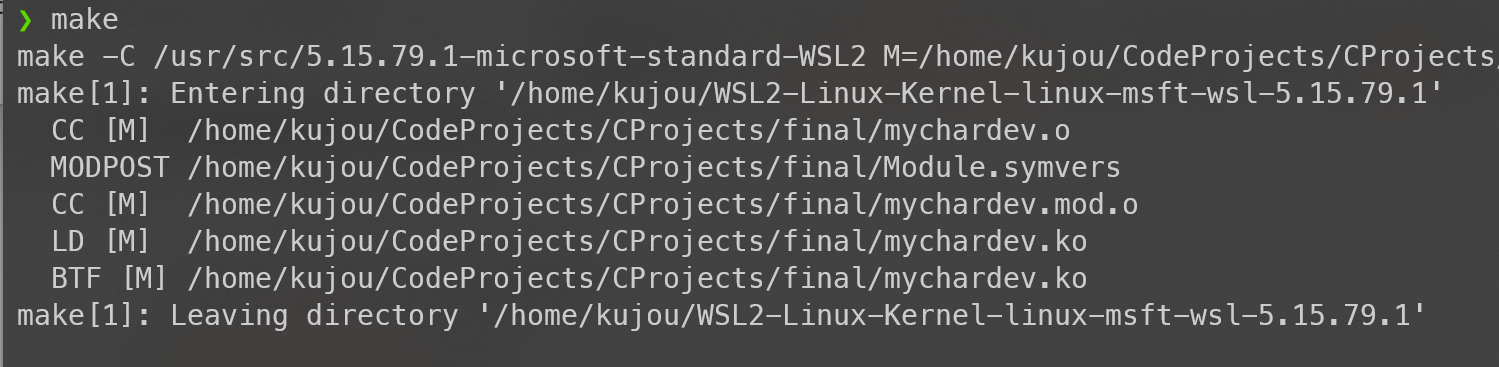 ❯ make
make -C /usr/src/5.15.79.1-microsoft-standard-WSL2 M=/home/kujou/CodeProjects/CProjects/
make[1]: Entering directory '/home/kujou/WSL2-Linux-Kernel-linux-msft-wsl-5.15.79.1'
  CC [M]  /home/kujou/CodeProjects/CProjects/final/mychardev.o
  MODPOST /home/kujou/CodeProjects/CProjects/final/Module.symvers
  CC [M]  /home/kujou/CodeProjects/CProjects/final/mychardev.mod.o
  LD [M]  /home/kujou/CodeProjects/CProjects/final/mychardev.ko
  BTF [M] /home/kujou/CodeProjects/CProjects/final/mychardev.ko
make[1]: Leaving directory '/home/kujou/WSL2-Linux-Kernel-linux-msft-wsl-5.15.79.1'